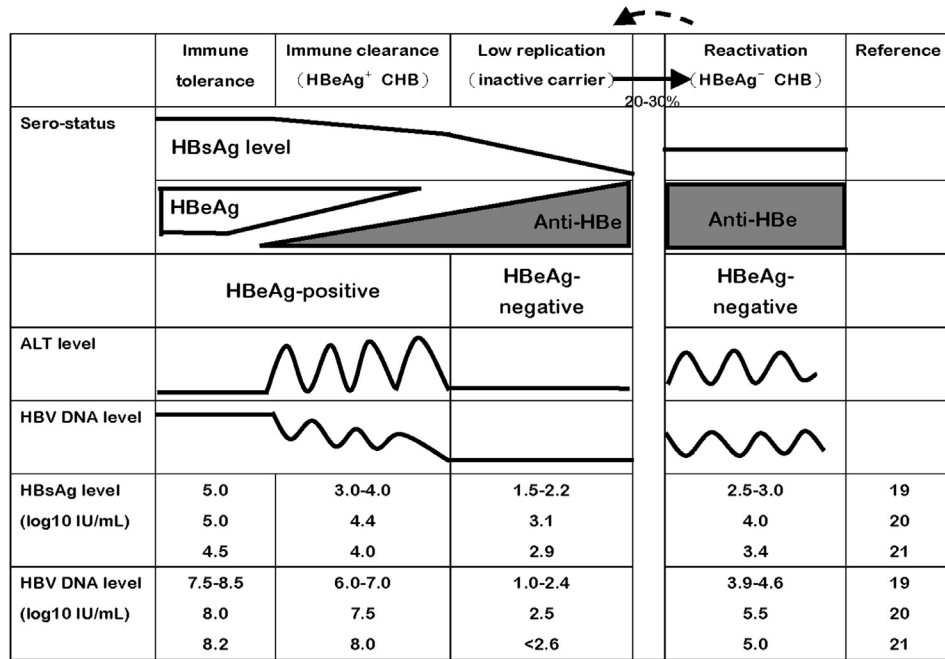 Immune tolerance
Immune clearance
(HBeAg⁺ CHB)
Low replication
(inactive carrier)
20-30%
Reactivation
(HBeAg⁻ CHB)
Reference
Sero-status
HBsAg level
HBeAg
Anti-HBe
Anti-HBe
HBeAg-positive
HBeAg-
negative
HBeAg-
negative
ALT level
HBV DNA level
HBsAg level 5.0 3.0-4.0 1.5-2.2 2.5-3.0 19
(log10 IU/mL) 5.0 4.4 3.1 4.0 20
4.5 4.0 2.9 3.4 21
HBV DNA level 7.5-8.5 6.0-7.0 1.0-2.4 3.9-4.6 19
(log10 IU/mL) 8.0 7.5 2.5 5.5 20
8.2 8.0 <2.6 5.0 21